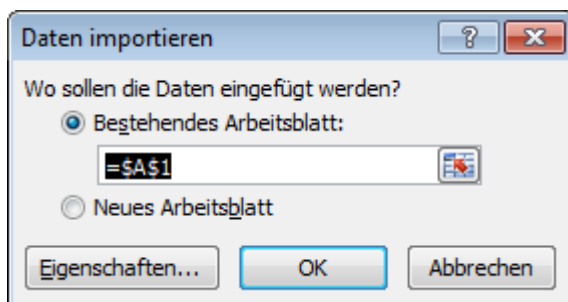 Daten importieren
?
Wo sollen die Daten eingefügt werden?
Bestehendes Arbeitsblatt:
=$A$1
Neues Arbeitsblatt
Eigenschaften... OK Abbrechen